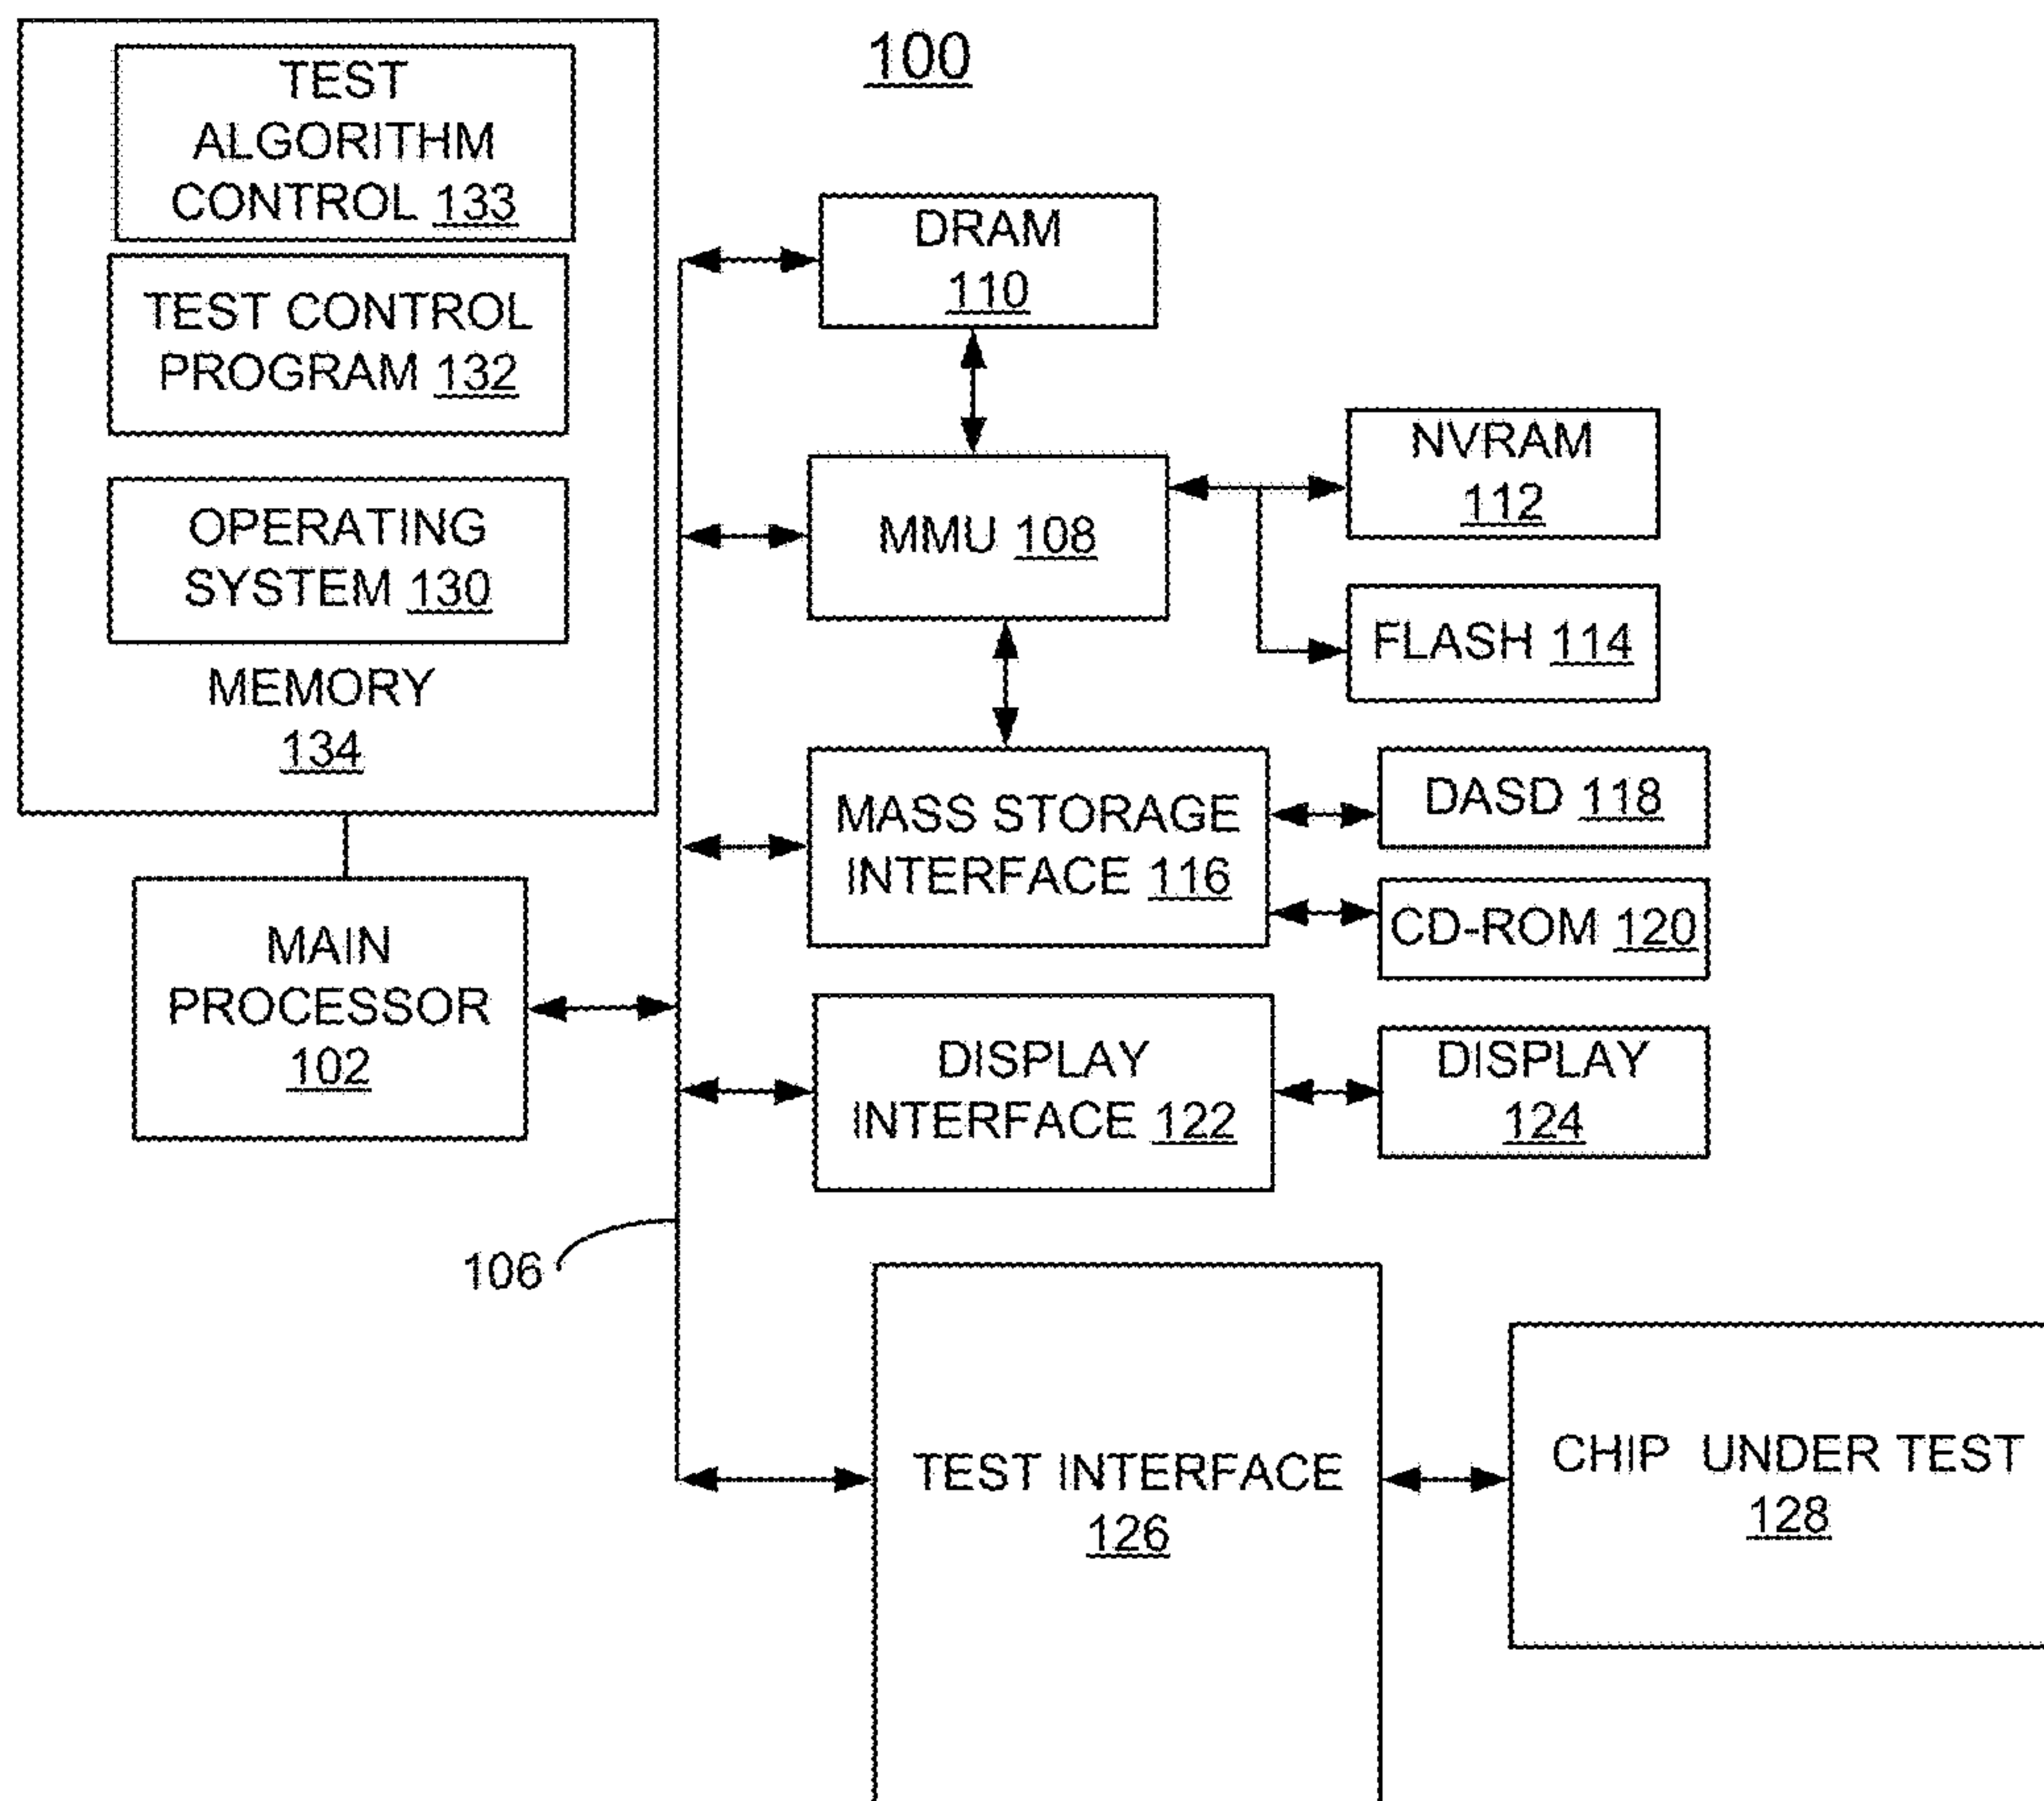 100
TEST
ALGORITHM
CONTROL 133
TEST CONTROL
PROGRAM 132
OPERATING
SYSTEM 130
MEMORY
134
MAIN
PROCESSOR
102
106
DRAM
110
MMU 108
NVRAM
112
FLASH 114
MASS STORAGE
INTERFACE 116
DASD 118
CD-ROM 120
DISPLAY
INTERFACE 122
DISPLAY
124
TEST INTERFACE
126
CHIP UNDER TEST
128